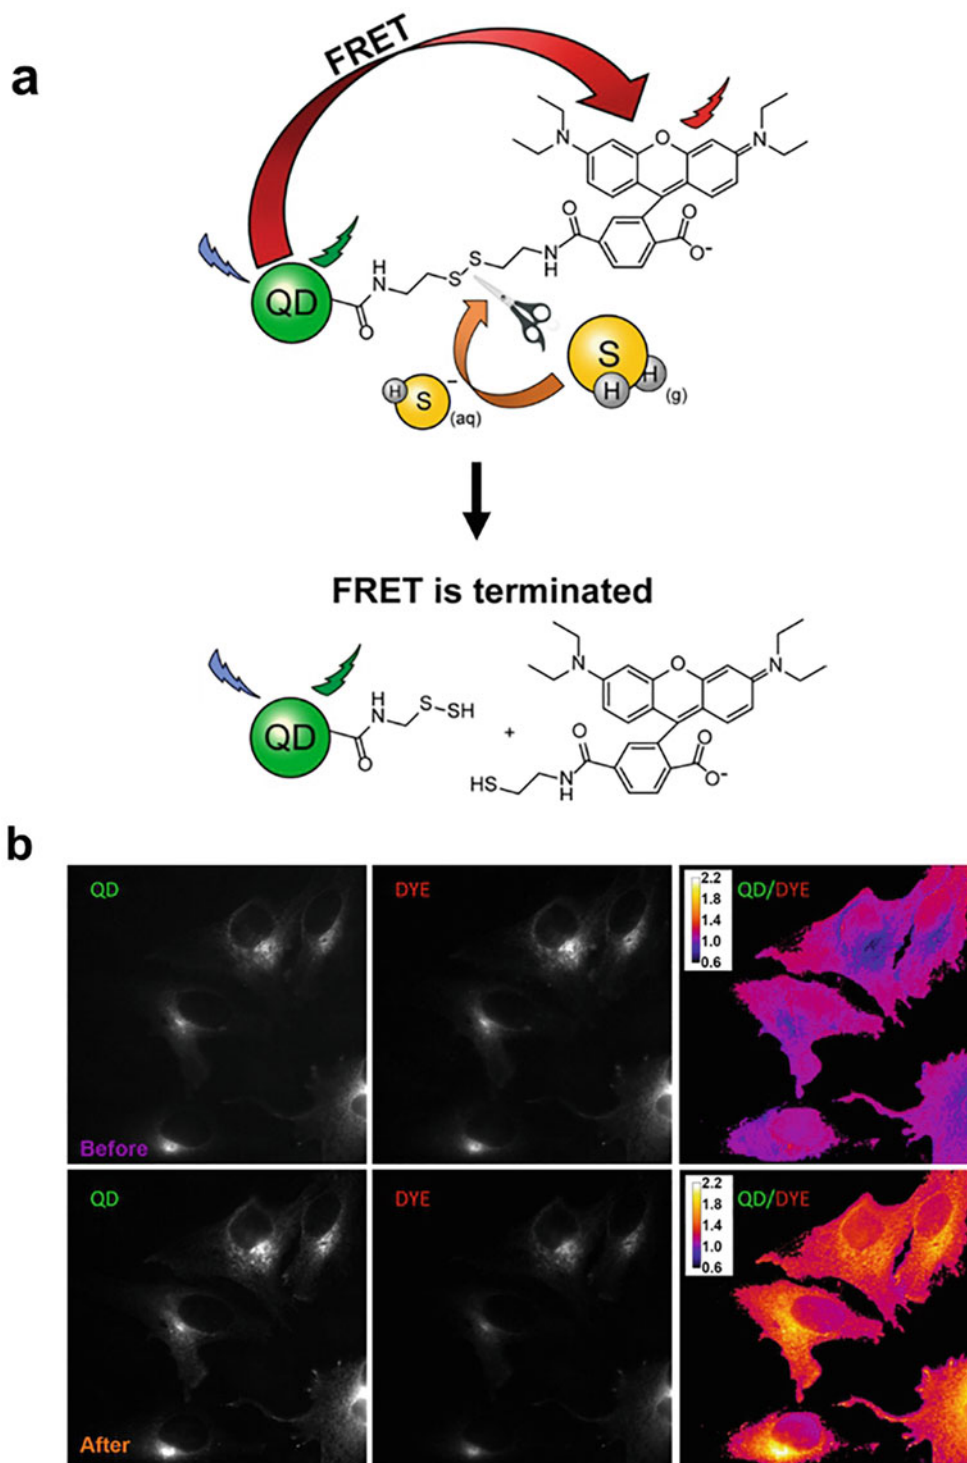 a
FRET
N
O
N
O
O
O⁻
N
H
S
S
H
N
O
QD
H
S
−
(aq)
S
H
H
(g)
FRET is terminated
N
O
N
O
O
O⁻
N
H
HS
+
QD
H
N
O
S
SH
b
QD
DYE
QD/DYE
2.2
1.8
1.4
1.0
0.6
Before
QD
DYE
QD/DYE
2.2
1.8
1.4
1.0
0.6
After